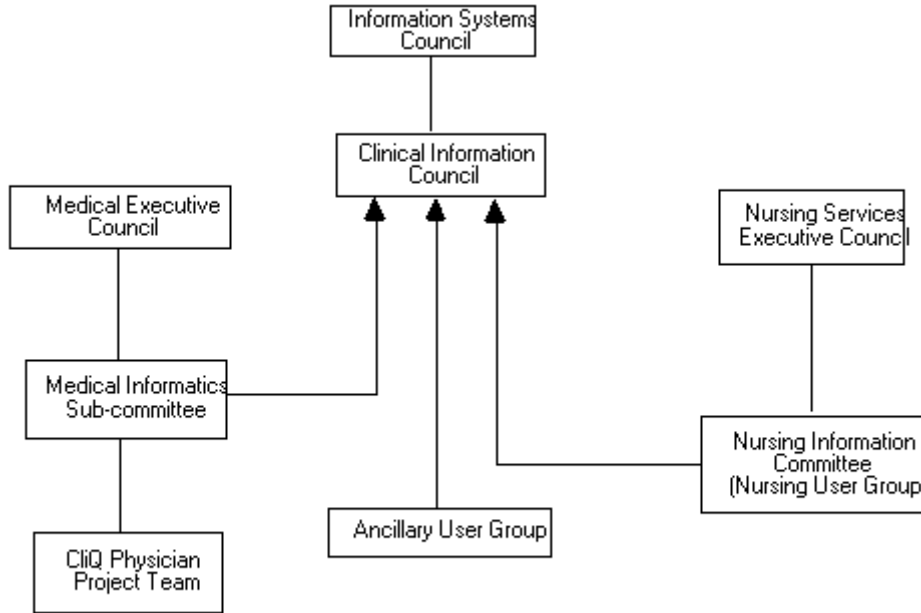 Information Systems
Council
Clinical Information
Council
Medical Executive
Council
Nursing Services
Executive Council
Medical Informatics
Sub-committee
Nursing Information
Committee
(Nursing User Group
Ancillary User Group
CliQ Physician
Project Team